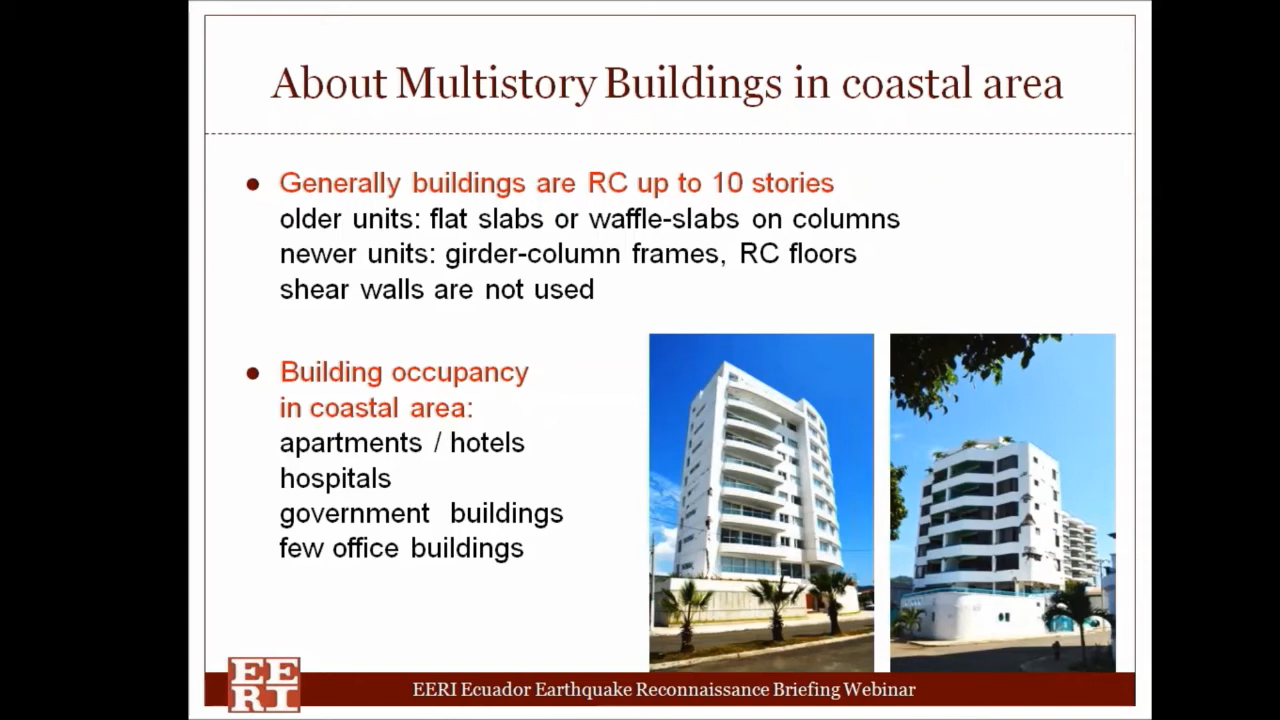 About Multistory Buildings in coastal area
Generally buildings are RC up to 10 stories
older units: flat slabs or waffle-slabs on columns
newer units: girder-column frames, RC floors
shear walls are not used
Building occupancy
in coastal area:
apartments / hotels
hospitals
government buildings
few office buildings
EE
RI
EERI Ecuador Earthquake Reconnaissance Briefing Webinar